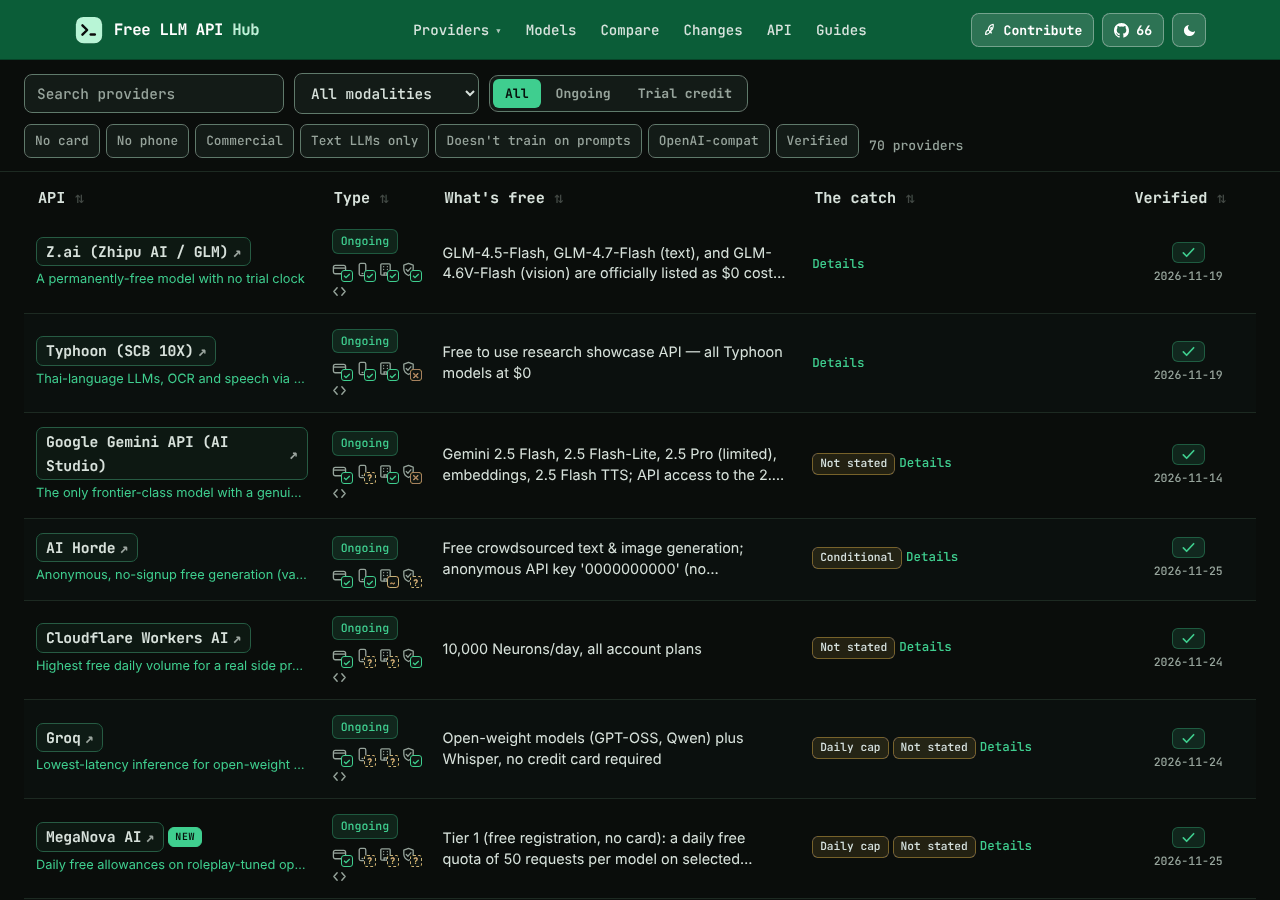 Free LLM API Hub
Providers ▾ Models Compare Changes API Guides
Contribute 66
Search providers All modalities All Ongoing Trial credit
No card No phone Commercial Text LLMs only Doesn't train on prompts OpenAI-compat Verified 70 providers
API ⇅ Type ⇅ What's free ⇅ The catch ⇅ Verified ⇅
Z.ai (Zhipu AI / GLM) ↗
A permanently-free model with no trial clock
Ongoing
GLM-4.5-Flash, GLM-4.7-Flash (text), and GLM-
4.6V-Flash (vision) are officially listed as $0 cost...
Details
2026-11-19
Typhoon (SCB 10X) ↗
Thai-language LLMs, OCR and speech via ...
Ongoing
Free to use research showcase API — all Typhoon
models at $0
Details
2026-11-19
Google Gemini API (AI
Studio) ↗
The only frontier-class model with a genui...
Ongoing
Gemini 2.5 Flash, 2.5 Flash-Lite, 2.5 Pro (limited),
embeddings, 2.5 Flash TTS; API access to the 2....
Not stated Details
2026-11-14
AI Horde ↗
Anonymous, no-signup free generation (va...
Ongoing
Free crowdsourced text & image generation;
anonymous API key '0000000000' (no...
Conditional Details
2026-11-25
Cloudflare Workers AI ↗
Highest free daily volume for a real side pr...
Ongoing
10,000 Neurons/day, all account plans
Not stated Details
2026-11-24
Groq ↗
Lowest-latency inference for open-weight ...
Ongoing
Open-weight models (GPT-OSS, Qwen) plus
Whisper, no credit card required
Daily cap Not stated Details
2026-11-24
MegaNova AI ↗ NEW
Daily free allowances on roleplay-tuned op...
Ongoing
Tier 1 (free registration, no card): a daily free
quota of 50 requests per model on selected...
Daily cap Not stated Details
2026-11-25